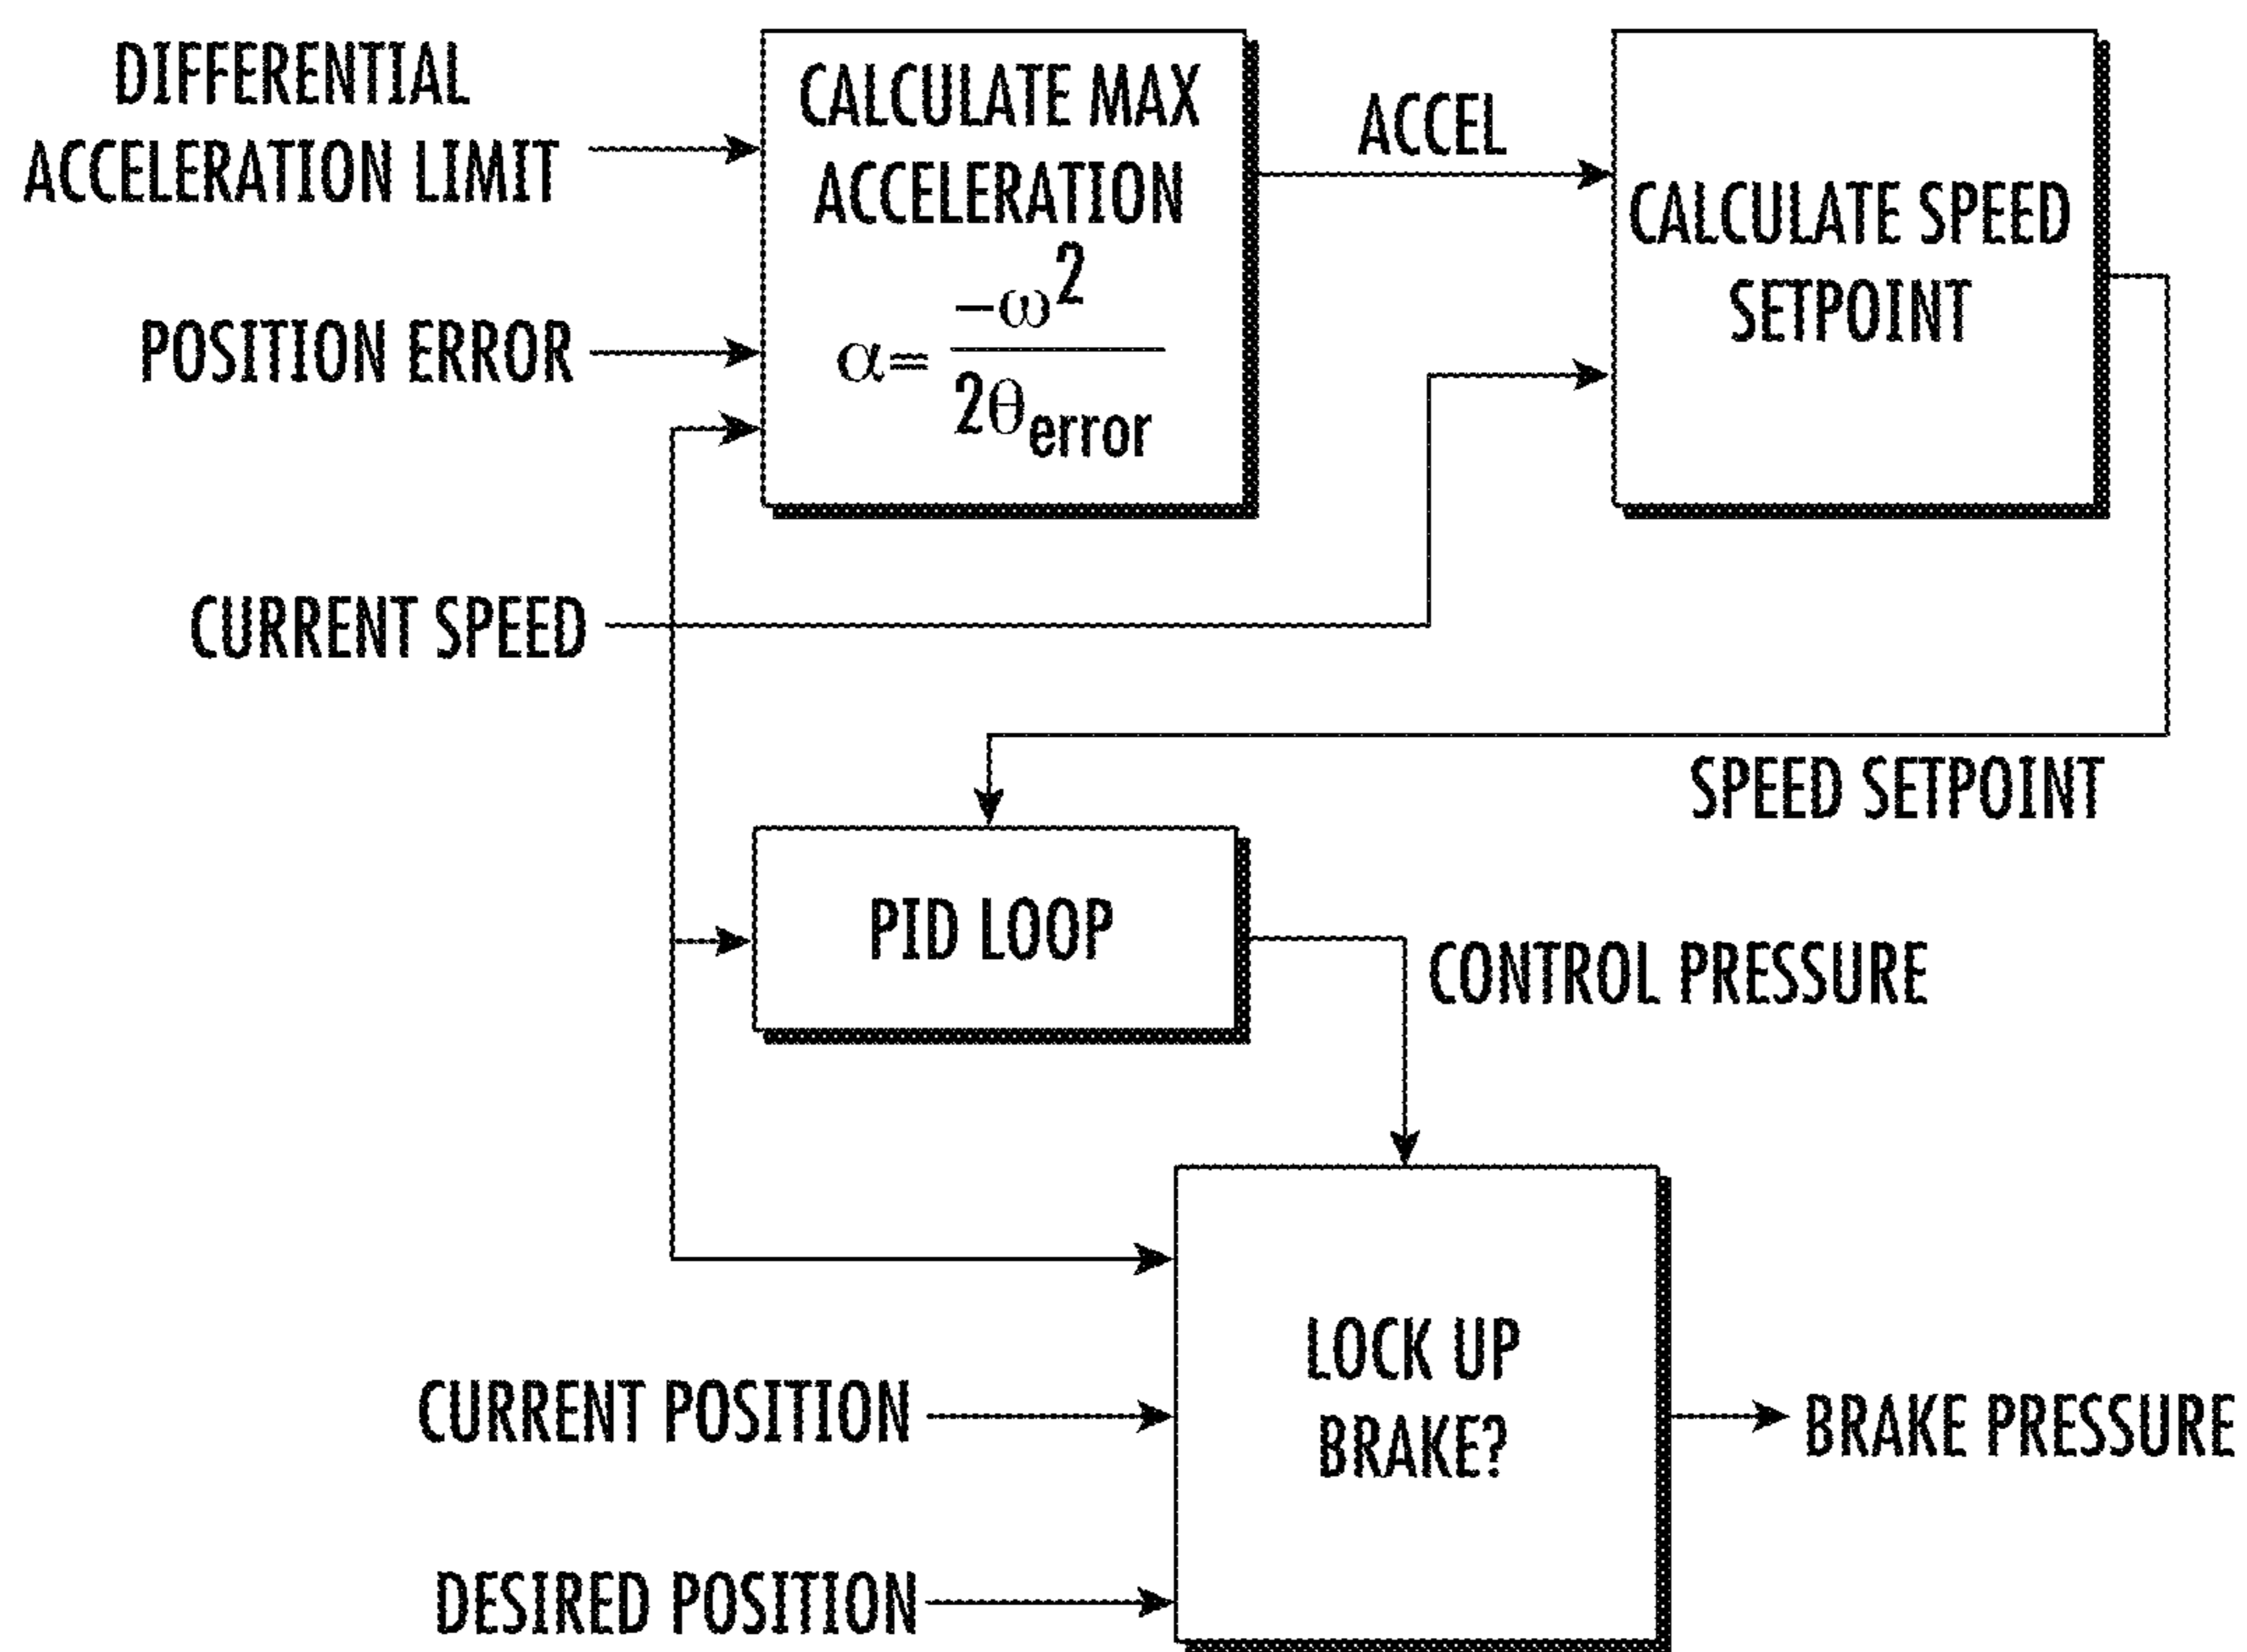 DIFFERENTIAL
ACCELERATION LIMIT
CALCULATE MAX
ACCELERATION
α= -ω² / 2θerror
ACCEL
CALCULATE SPEED
SETPOINT
POSITION ERROR
CURRENT SPEED
SPEED SETPOINT
PID LOOP
CONTROL PRESSURE
LOCK UP
BRAKE?
CURRENT POSITION
BRAKE PRESSURE
DESIRED POSITION